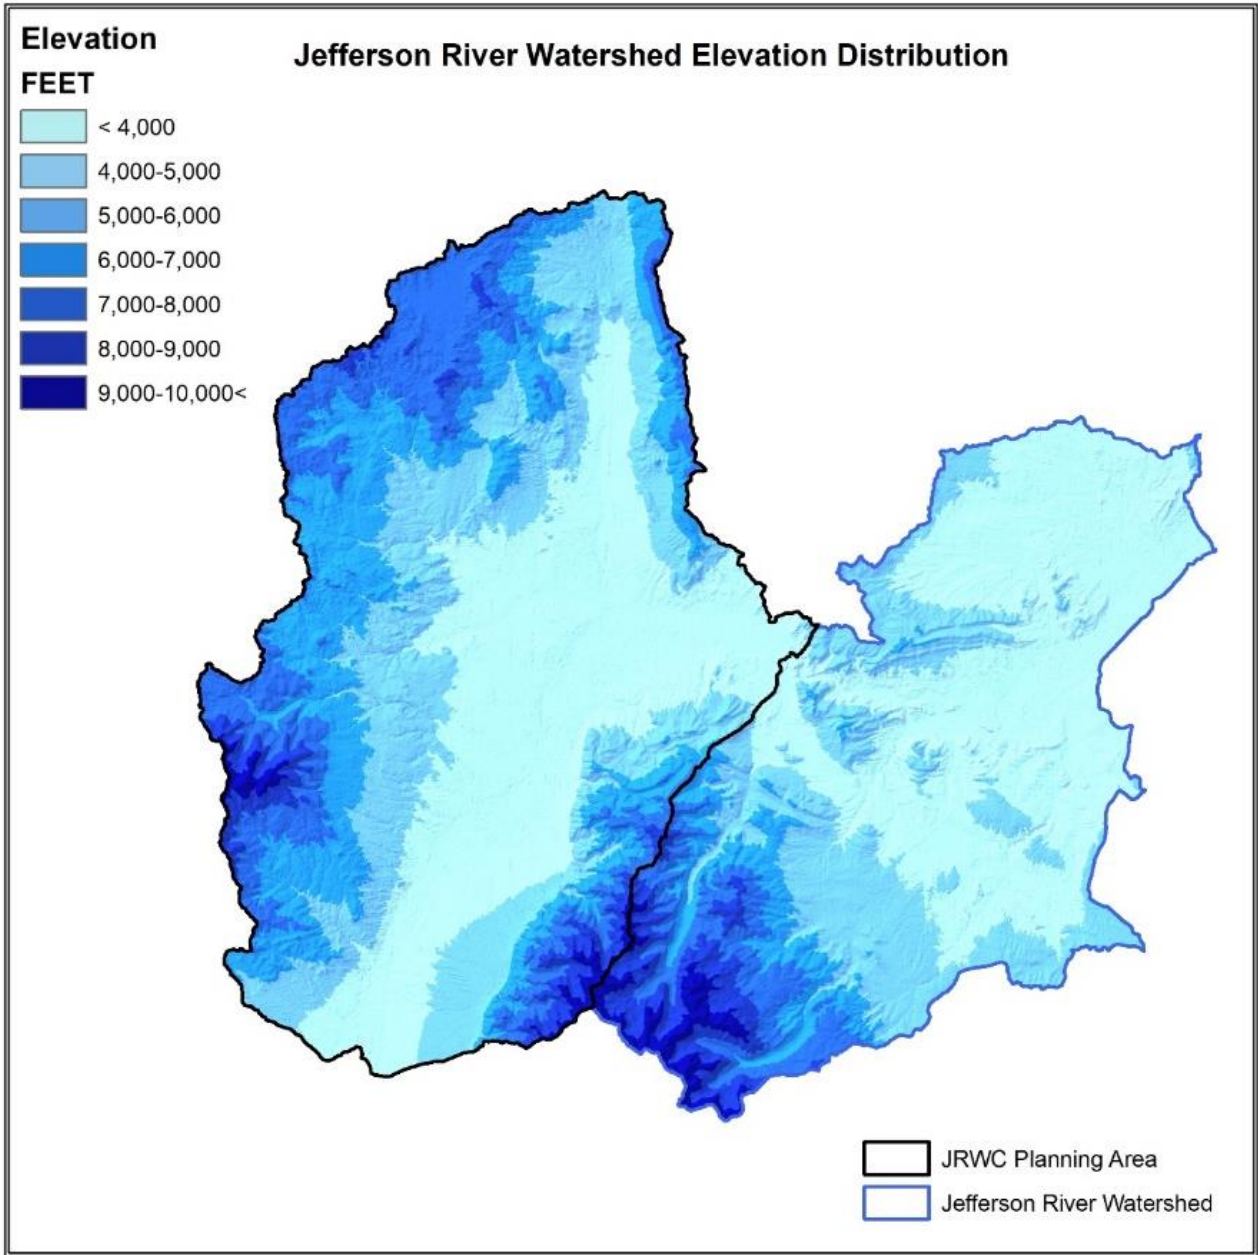 Elevation
Jefferson River Watershed Elevation Distribution
FEET
< 4,000
4,000-5,000
5,000-6,000
6,000-7,000
7,000-8,000
8,000-9,000
9,000-10,000<
JRWC Planning Area
Jefferson River Watershed